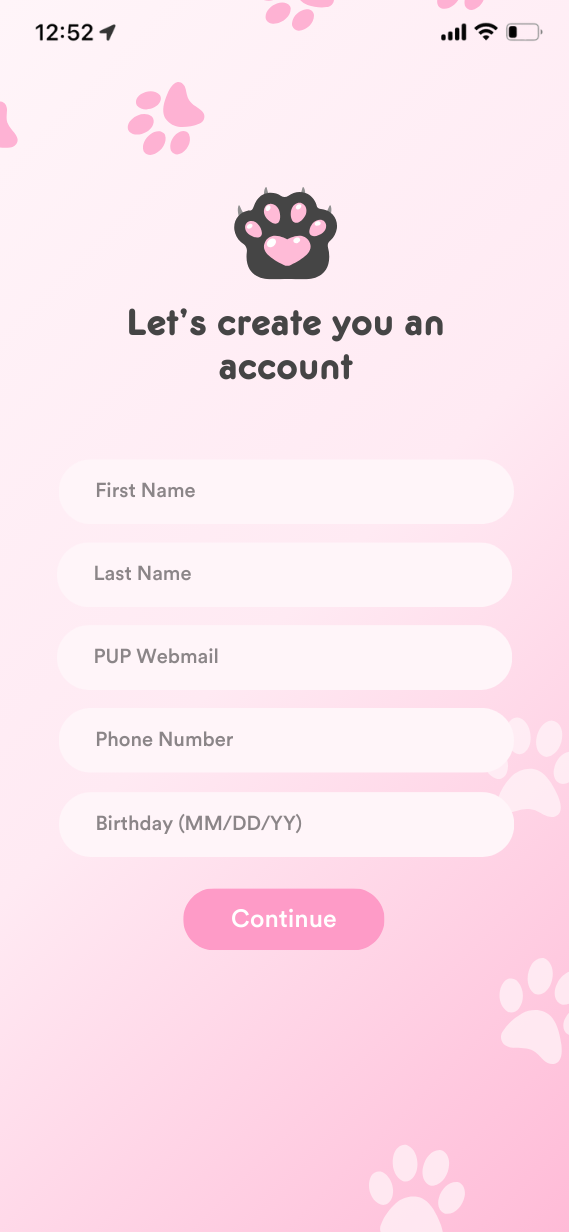 12:52
Let's create you an
account
First Name
Last Name
PUP Webmail
Phone Number
Birthday (MM/DD/YY)
Continue